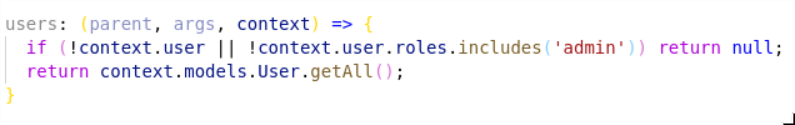 users: (parent, args, context) => {
  if (!context.user || !context.user.roles.includes('admin')) return null;
  return context.models.User.getAll();
}